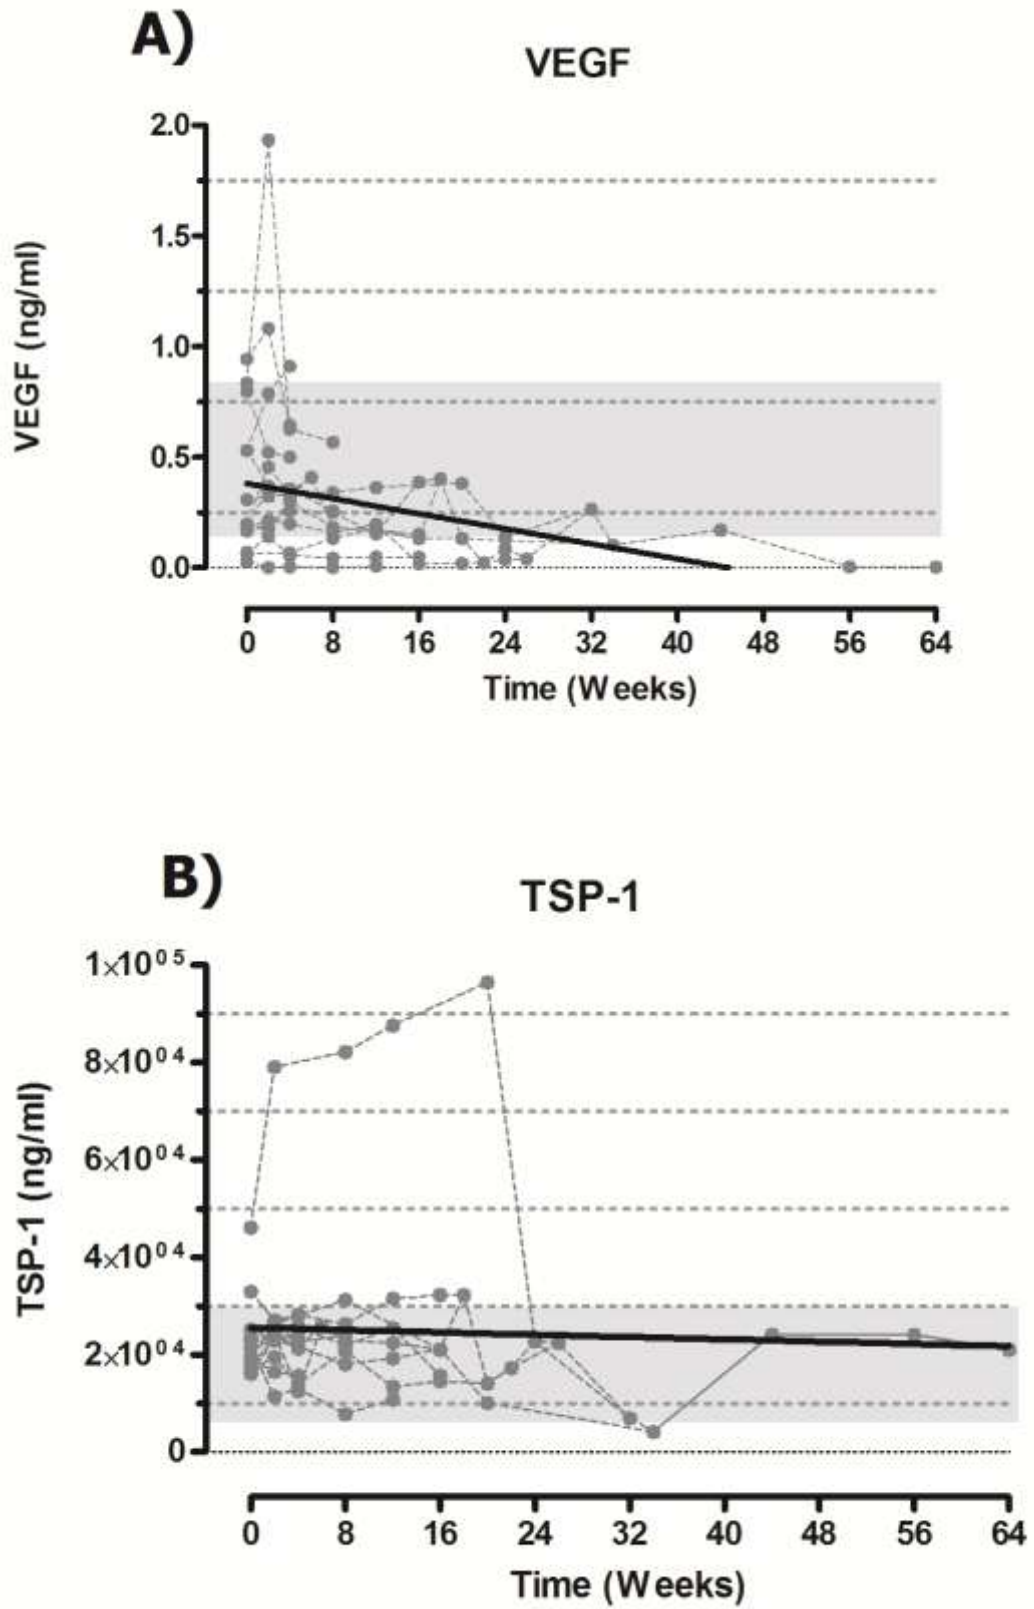 A)
VEGF
2.0
1.5
1.0
0.5
0.0
VEGF (ng/ml)
0 8 16 24 32 40 48 56 64
Time (Weeks)
B)
TSP-1
1×10⁰⁵
8×10⁰⁴
6×10⁰⁴
4×10⁰⁴
2×10⁰⁴
0
TSP-1 (ng/ml)
0 8 16 24 32 40 48 56 64
Time (Weeks)